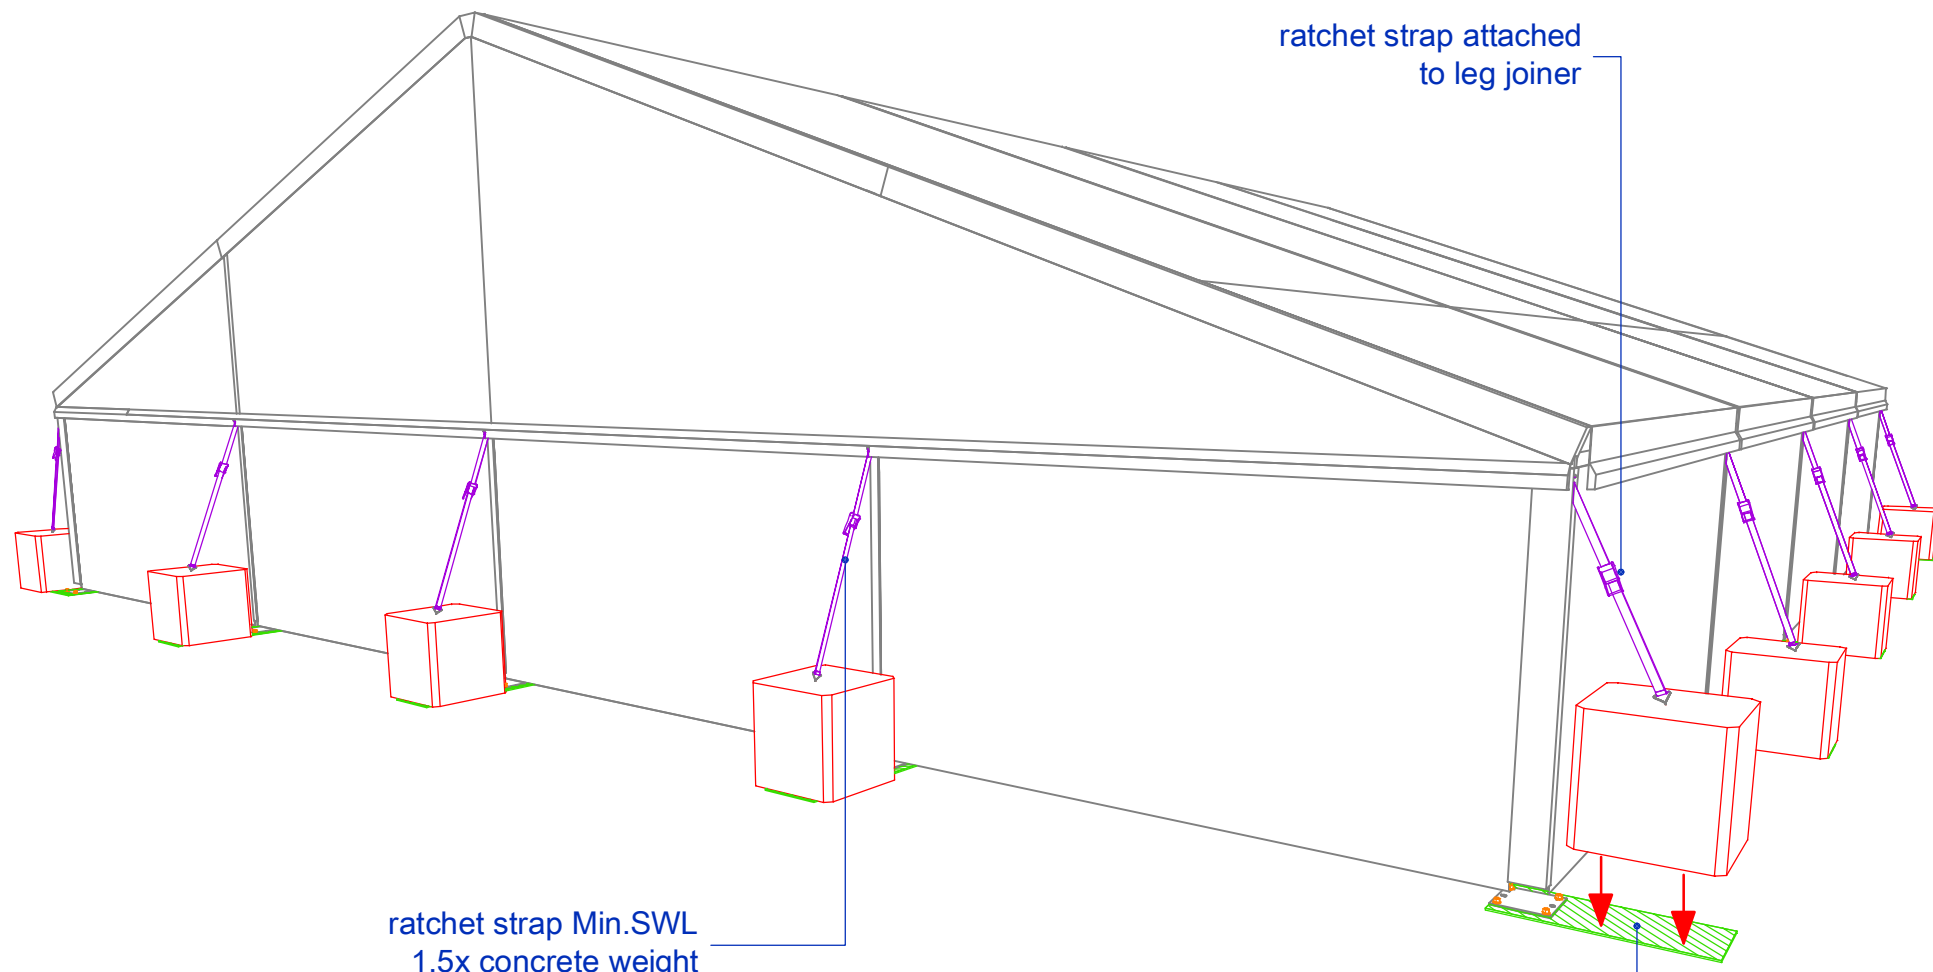 ratchet strap attached
to leg joiner
ratchet strap Min.SWL
1.5x concrete weight